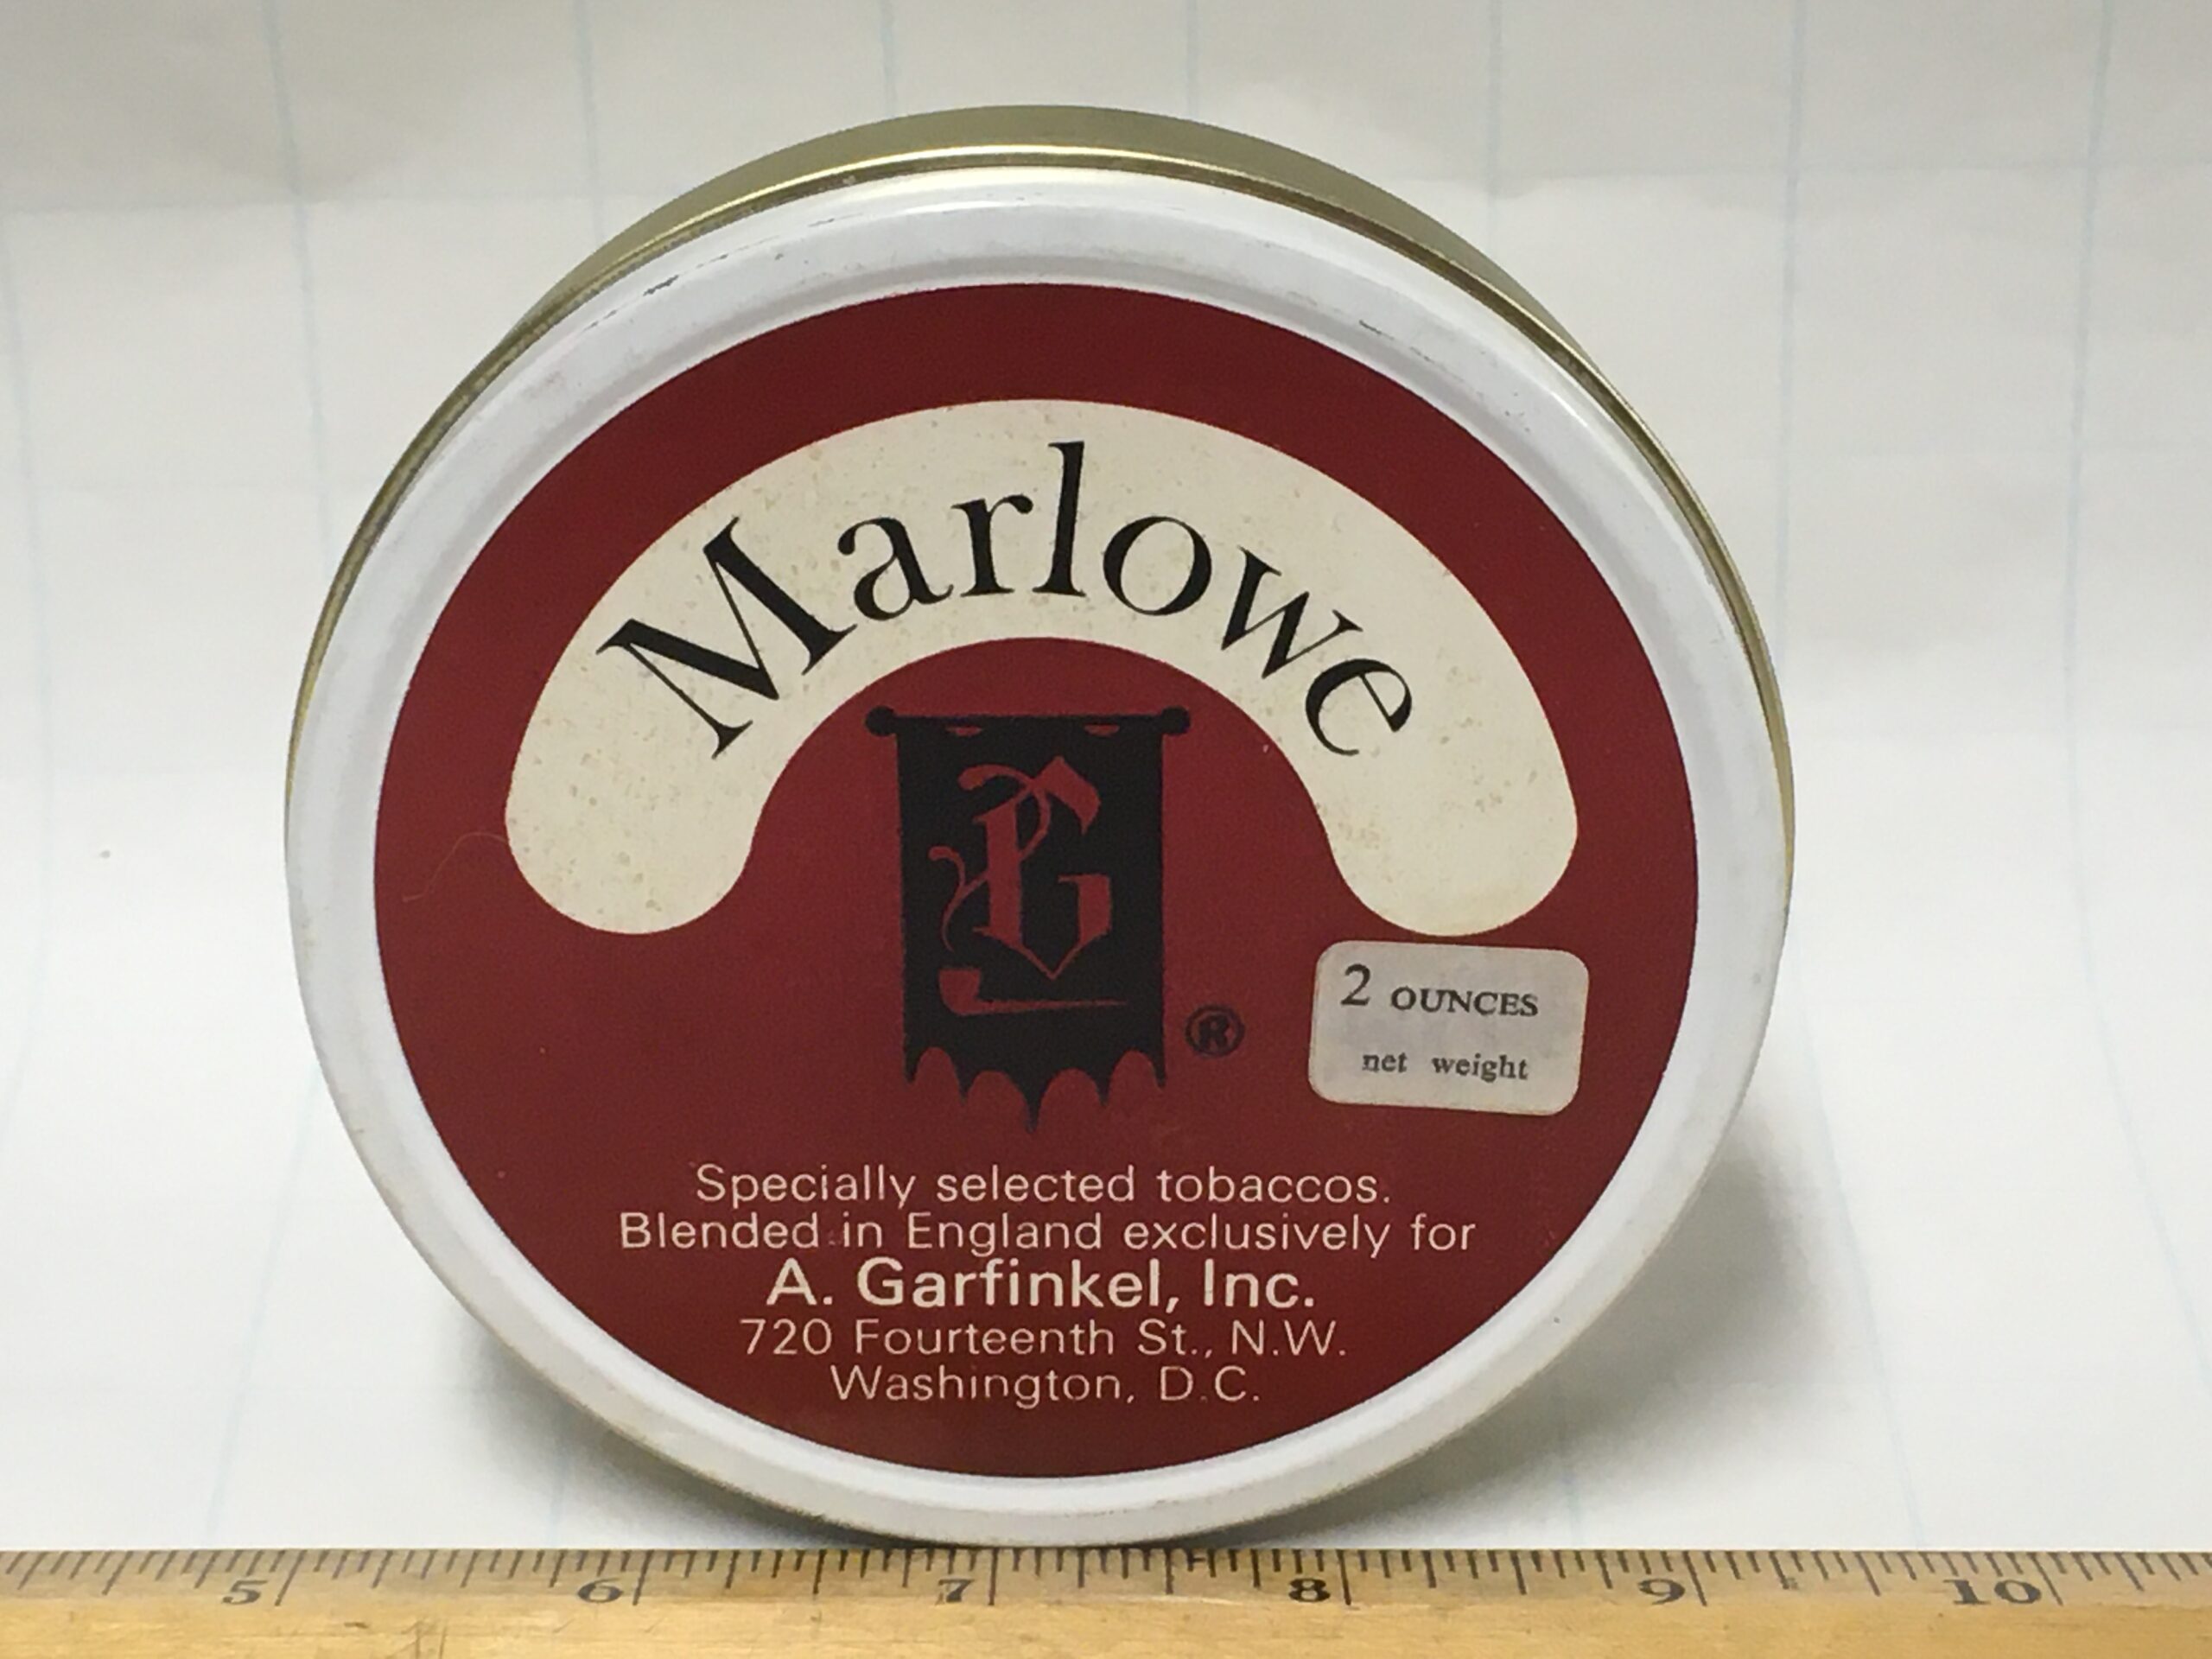 Marlowe
G
®
2 OUNCES
net weight
Specially selected tobaccos.
Blended in England exclusively for
A. Garfinkel, Inc.
720 Fourteenth St., N.W.
Washington, D.C.
5 6 7 8 9 10